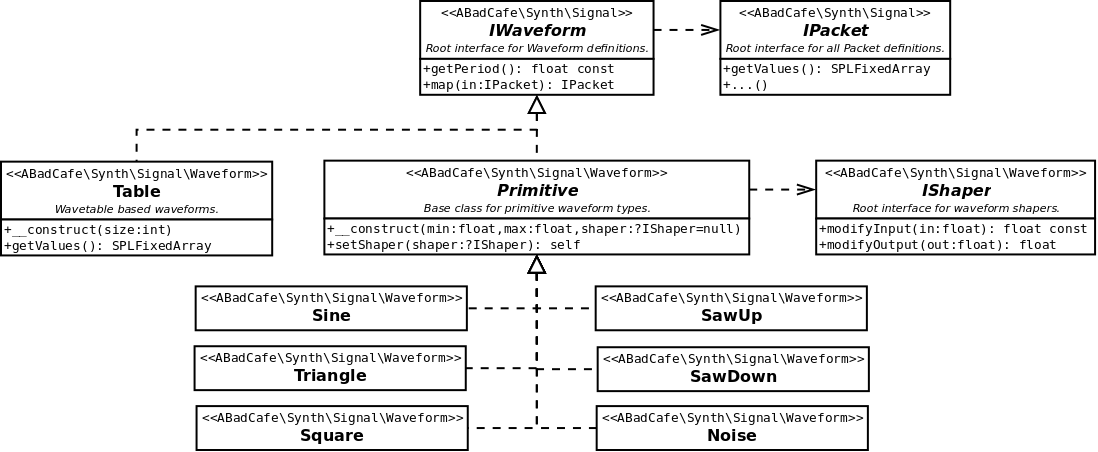 <<ABadCafe\Synth\Signal>>
IWaveform
Root interface for Waveform definitions.
+getPeriod(): float const
+map(in:IPacket): IPacket
<<ABadCafe\Synth\Signal>>
IPacket
Root interface for all Packet definitions.
+getValues(): SPLFixedArray
+...()
<<ABadCafe\Synth\Signal\Waveform>>
Table
Wavetable based waveforms.
+__construct(size:int)
+getValues(): SPLFixedArray
<<ABadCafe\Synth\Signal\Waveform>>
Primitive
Base class for primitive waveform types.
+__construct(min:float,max:float,shaper:?IShaper=null)
+setShaper(shaper:?IShaper): self
<<ABadCafe\Synth\Signal\Waveform>>
IShaper
Root interface for waveform shapers.
+modifyInput(in:float): float const
+modifyOutput(out:float): float
<<ABadCafe\Synth\Signal\Waveform>>
Sine
<<ABadCafe\Synth\Signal\Waveform>>
SawUp
<<ABadCafe\Synth\Signal\Waveform>>
Triangle
<<ABadCafe\Synth\Signal\Waveform>>
SawDown
<<ABadCafe\Synth\Signal\Waveform>>
Square
<<ABadCafe\Synth\Signal\Waveform>>
Noise